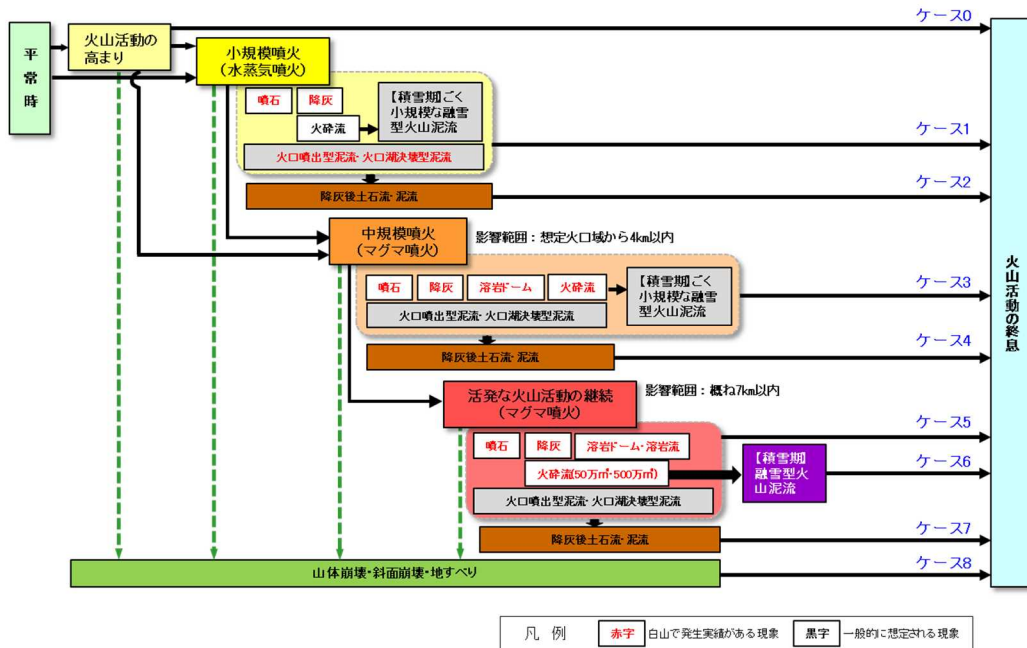 ケース0
平
常
時
火山活動の
高まり
小規模噴火
(水蒸気噴火)
噴石
降灰
火砕流
【積雪期】ごく
小規模な融雪
型火山泥流
火口噴出型泥流・火口湖決壊型泥流
ケース1
降灰後土石流・泥流
ケース2
中規模噴火
(マグマ噴火)
影響範囲：想定火口域から4km以内
噴石
降灰
溶岩ドーム
火砕流
【積雪期】ごく
小規模な融雪
型火山泥流
火口噴出型泥流・火口湖決壊型泥流
ケース3
降灰後土石流・泥流
ケース4
活発な火山活動の継続
(マグマ噴火)
影響範囲：概ね7km以内
噴石
降灰
溶岩ドーム・溶岩流
火砕流(50万㎥・500万㎥)
火口噴出型泥流・火口湖決壊型泥流
ケース5
【積雪期】
融雪型火
山泥流
ケース6
降灰後土石流・泥流
ケース7
山体崩壊・斜面崩壊・地すべり
ケース8
火山活動の終息
凡 例
赤字
白山で発生実績がある現象
黒字
一般的に想定される現象